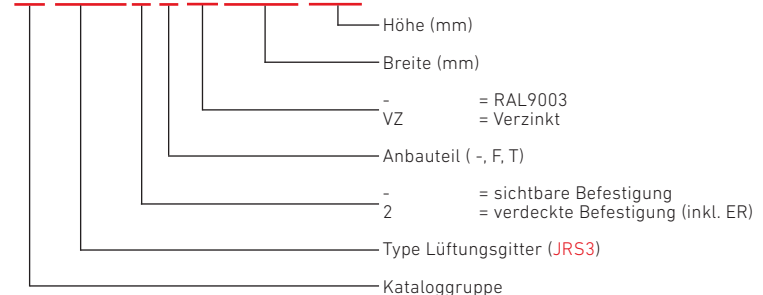 Höhe (mm)
Breite (mm)
- = RAL9003
VZ = Verzinkt
Anbauteil ( -, F, T)
- = sichtbare Befestigung
2 = verdeckte Befestigung (inkl. ER)
Type Lüftungsgitter (JRS3)
Kataloggruppe